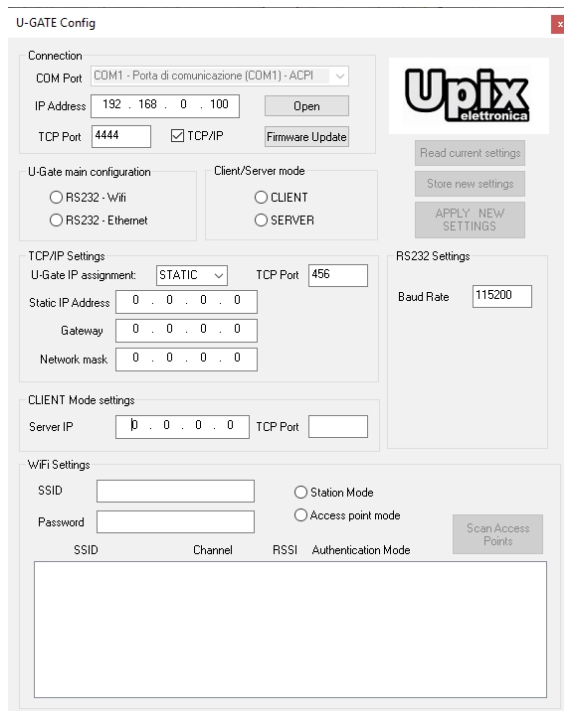 U-GATE Config
x
Connection
COM Port COM1 - Porta di comunicazione (COM1) - ACPI
IP Address 192 . 168 . 0 . 100 Open
TCP Port 4444 TCP/IP Firmware Update
Upix
elettronica
Read current settings
Store new settings
APPLY NEW
SETTINGS
U-Gate main configuration
RS232 - Wifi
RS232 - Ethernet
Client/Server mode
CLIENT
SERVER
TCP/IP Settings
U-Gate IP assignment: STATIC TCP Port 456
Static IP Address 0 . 0 . 0 . 0
Gateway 0 . 0 . 0 . 0
Network mask 0 . 0 . 0 . 0
RS232 Settings
Baud Rate 115200
CLIENT Mode settings
Server IP 0 . 0 . 0 . 0 TCP Port
WiFi Settings
SSID
Password
Station Mode
Access point mode
Scan Access
Points
SSID Channel RSSI Authentication Mode